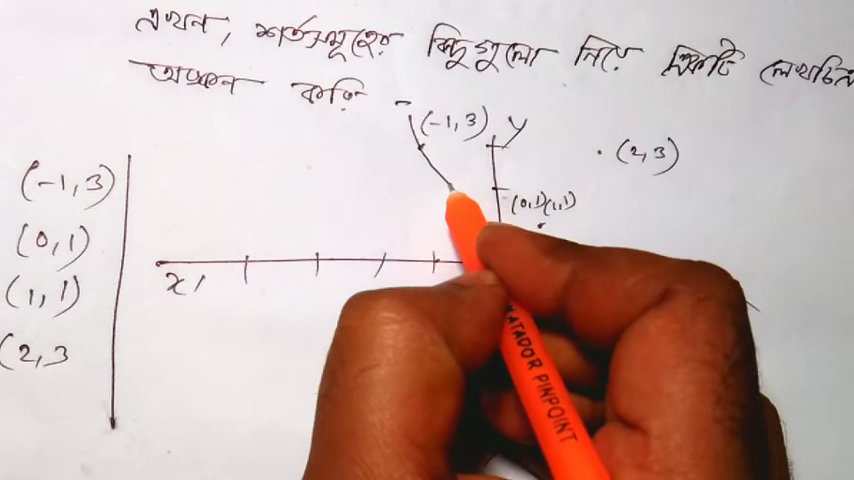 এখন, শর্তসমূহের বিন্দুগুলো নিয়ে একটি লেখচিত্র
অঙ্কন করি -
(-1, 3) y
(2, 3)
(-1, 3)
(0, 1) (1, 1)
(0, 1)
x'
(1, 1)
(2, 3
MATADOR PINPOINT